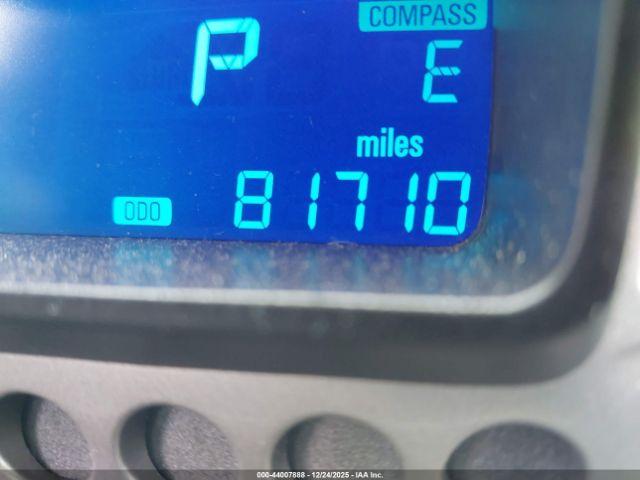 COMPASS
P E
miles
ODO 81710
000-44007888 - 12/24/2025 - IAA Inc.